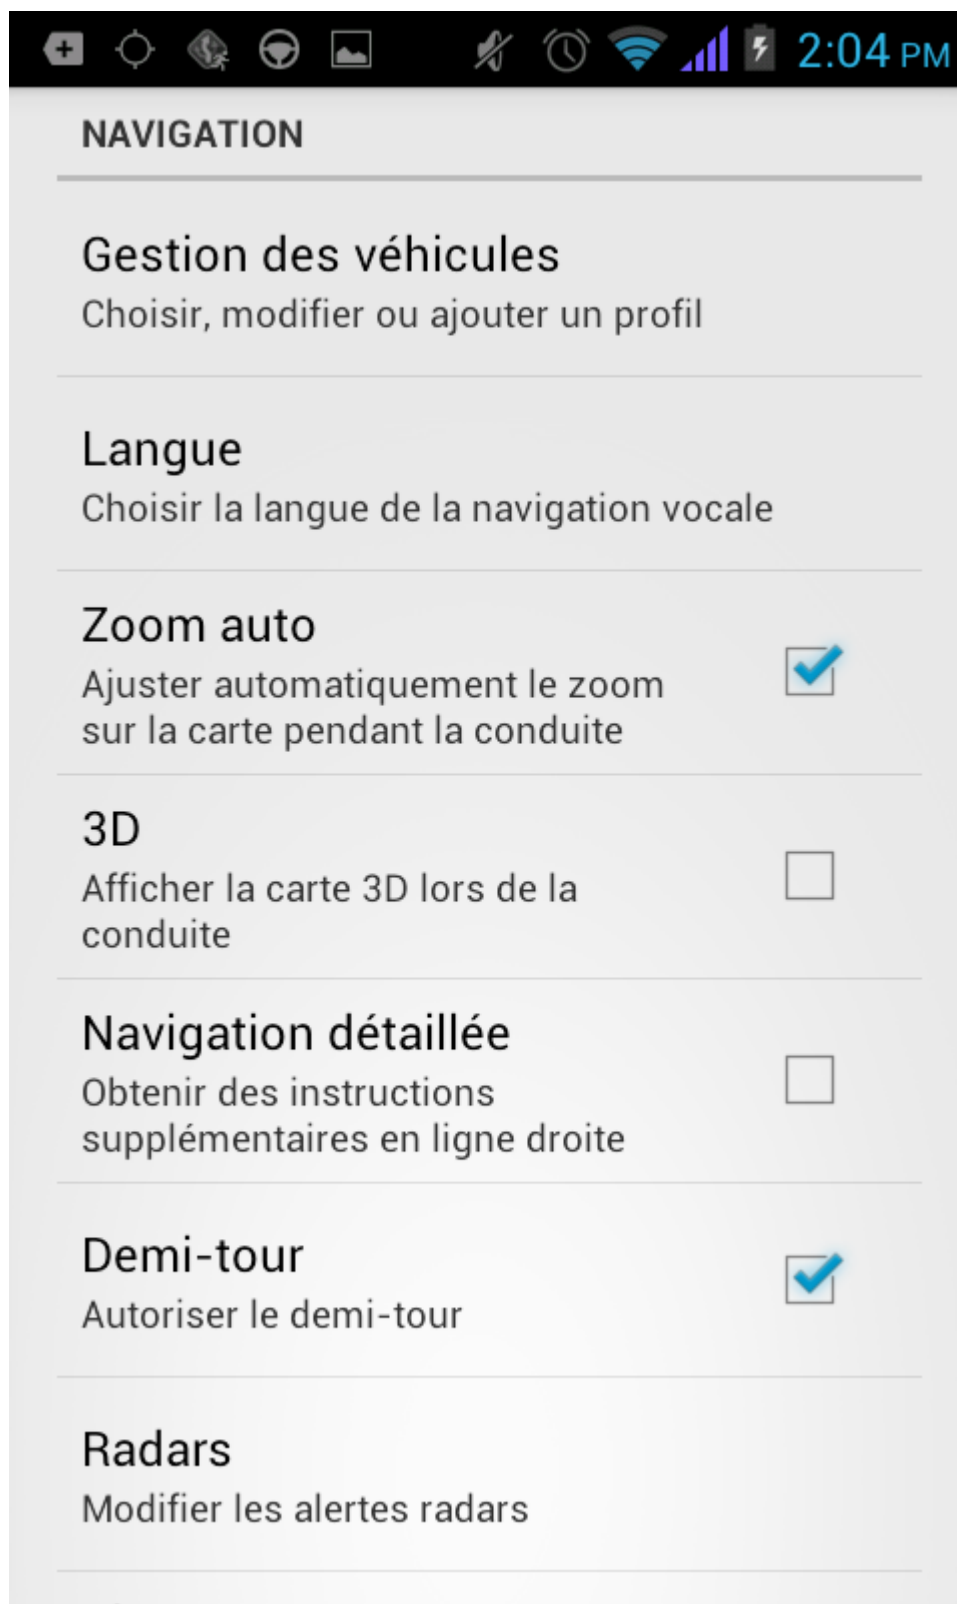 2:04 PM
NAVIGATION
Gestion des véhicules
Choisir, modifier ou ajouter un profil
Langue
Choisir la langue de la navigation vocale
Zoom auto
Ajuster automatiquement le zoom
sur la carte pendant la conduite
3D
Afficher la carte 3D lors de la
conduite
Navigation détaillée
Obtenir des instructions
supplémentaires en ligne droite
Demi-tour
Autoriser le demi-tour
Radars
Modifier les alertes radars